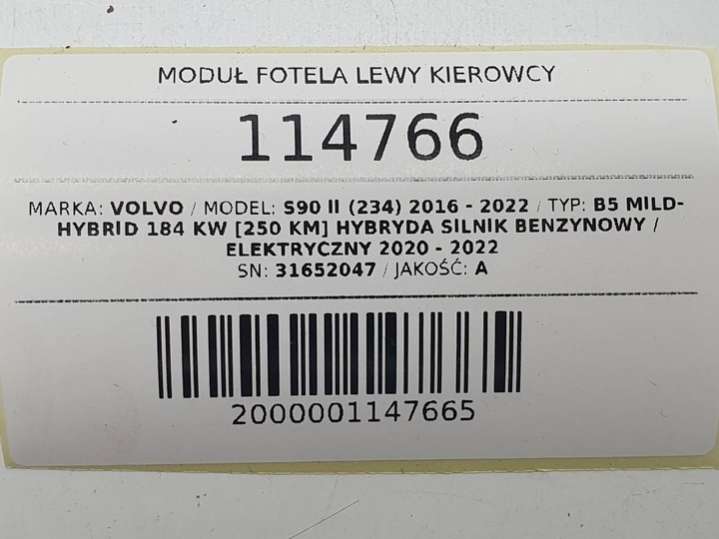 MODUŁ FOTELA LEWY KIEROWCY
114766
MARKA: VOLVO / MODEL: S90 II (234) 2016 - 2022 / TYP: B5 MILD-
HYBRID 184 KW [250 KM] HYBRYDA SILNIK BENZYNOWY /
ELEKTRYCZNY 2020 - 2022
SN: 31652047 / JAKOŚĆ: A
2000001147665